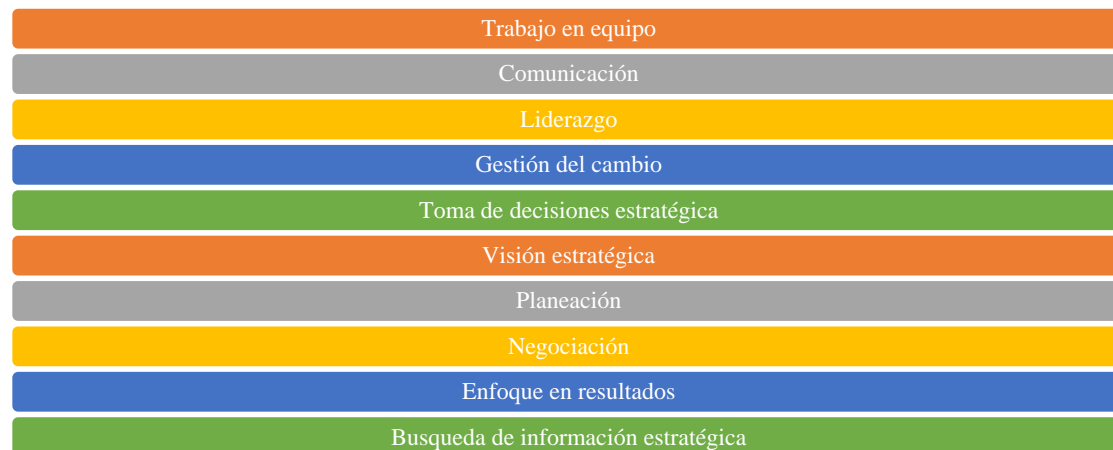 Trabajo en equipo
Comunicación
Liderazgo
Gestión del cambio
Toma de decisiones estratégica
Visión estratégica
Planeación
Negociación
Enfoque en resultados
Busqueda de información estratégica